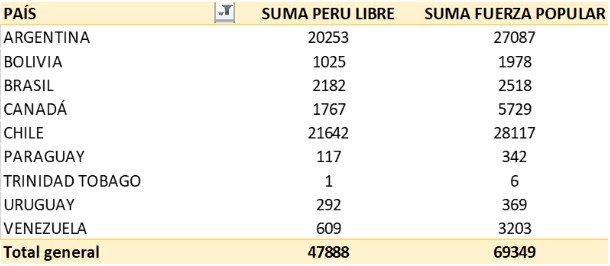 PAÍS SUMA PERU LIBRE SUMA FUERZA POPULAR
ARGENTINA 20253 27087
BOLIVIA 1025 1978
BRASIL 2182 2518
CANADÁ 1767 5729
CHILE 21642 28117
PARAGUAY 117 342
TRINIDAD TOBAGO 1 6
URUGUAY 292 369
VENEZUELA 609 3203
Total general 47888 69349